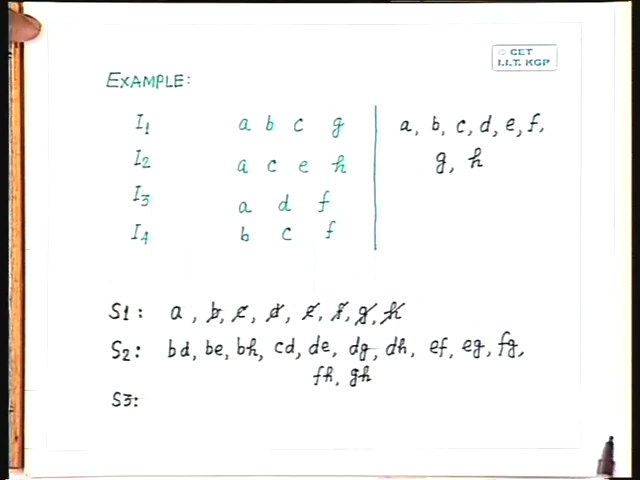 © CET
I.I.T. KGP
EXAMPLE:
I1 a b c g
I2 a c e h
I3 a d f
I4 b c f
a, b, c, d, e, f,
g, h
S1: a, b, c, d, e, f, g, h
S2: bd, be, bh, cd, de, dg, dh, ef, eg, fg,
fh, gh
S3: